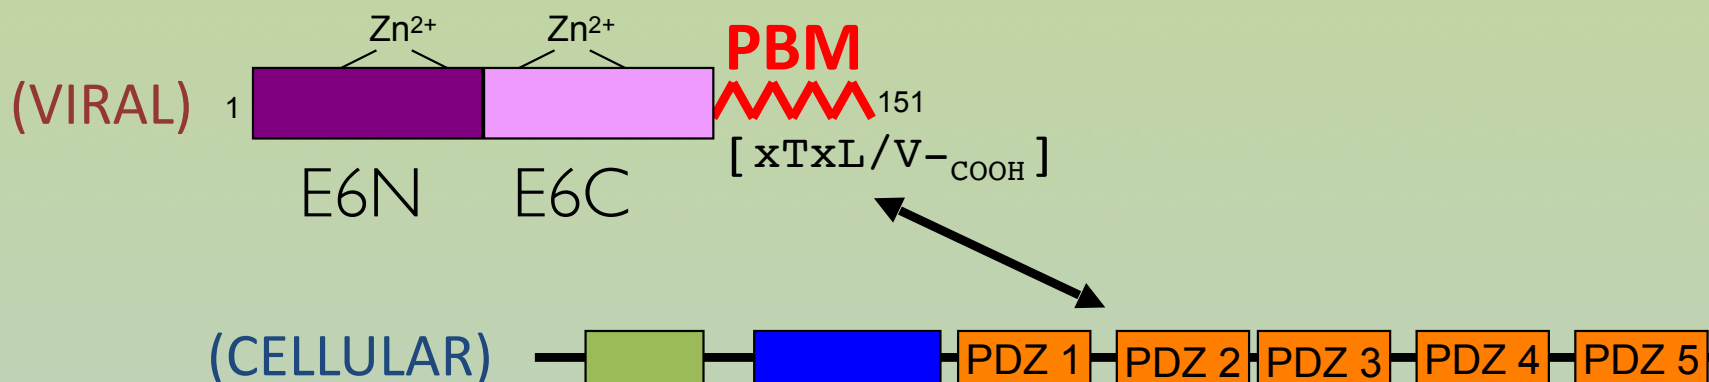 Zn2+ Zn2+
PBM
(VIRAL) 1 151
[xTxL/V-COOH]
E6N E6C
(CELLULAR) PDZ 1 PDZ 2 PDZ 3 PDZ 4 PDZ 5